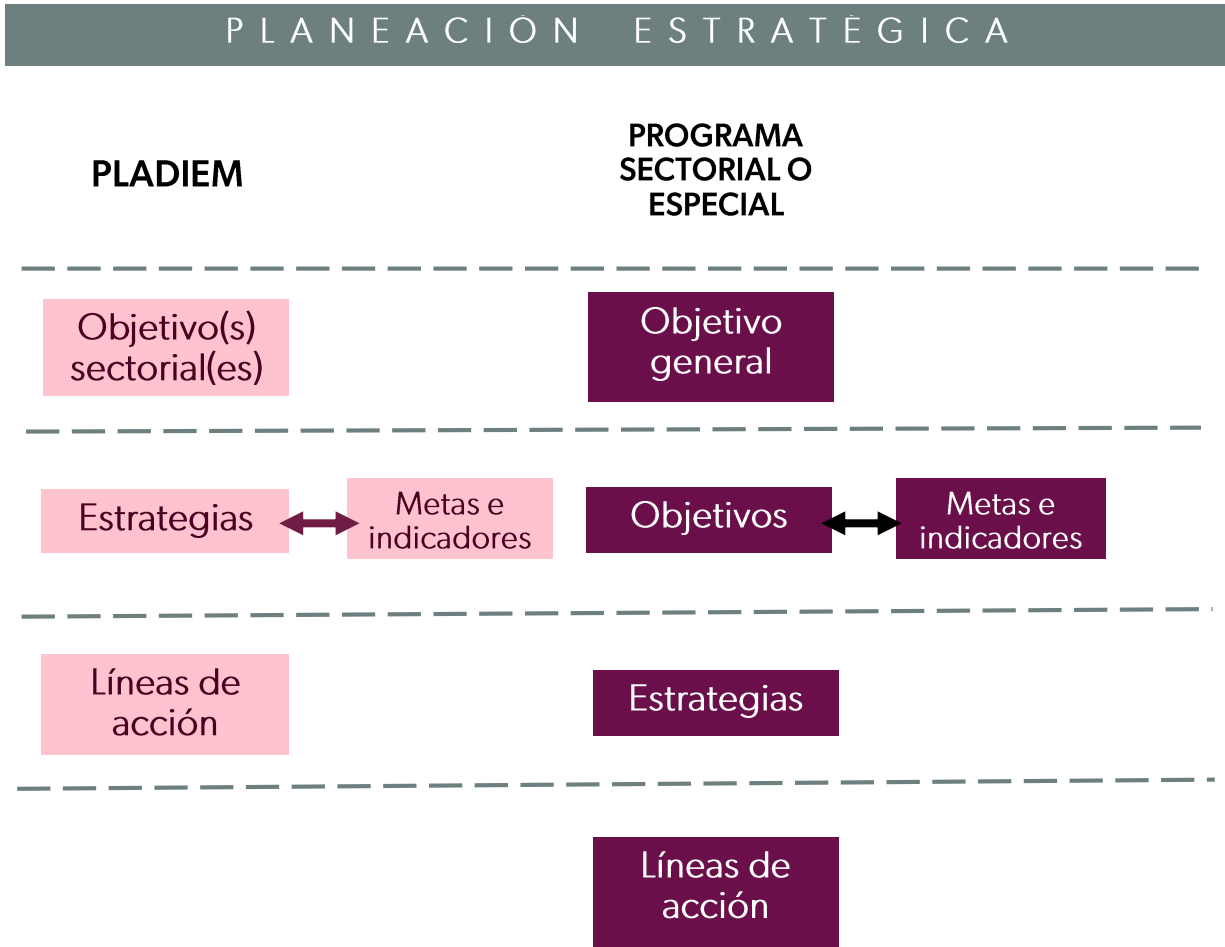 PLANEACIÓN ESTRATÉGICA
PLADIEM
PROGRAMA
SECTORIAL O
ESPECIAL
Objetivo(s)
sectorial(es)
Objetivo
general
Estrategias
Metas e
indicadores
Objetivos
Metas e
indicadores
Líneas de
acción
Estrategias
Líneas de
acción